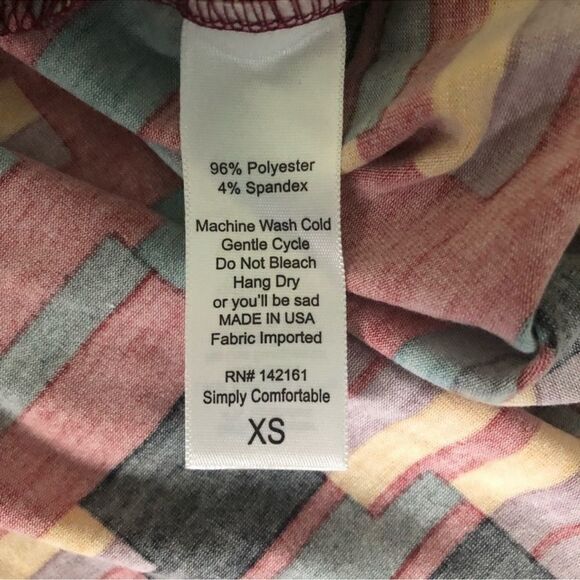 96% Polyester
4% Spandex
Machine Wash Cold
Gentle Cycle
Do Not Bleach
Hang Dry
or you'll be sad
MADE IN USA
Fabric Imported
RN# 142161
Simply Comfortable
XS